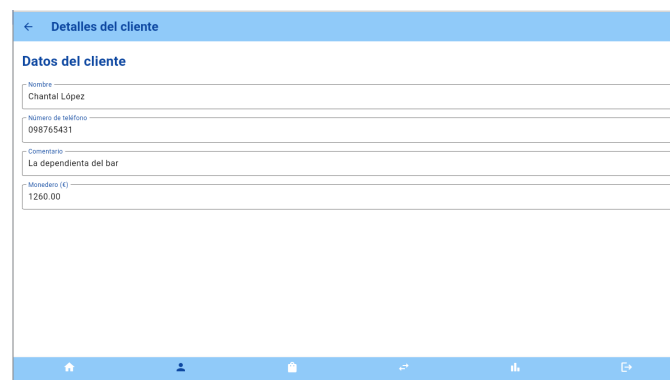 Detalles del cliente
Datos del cliente
Nombre
Chantal López
Número de teléfono
098765431
Comentario
La dependienta del bar
Monedero (€)
1260.00